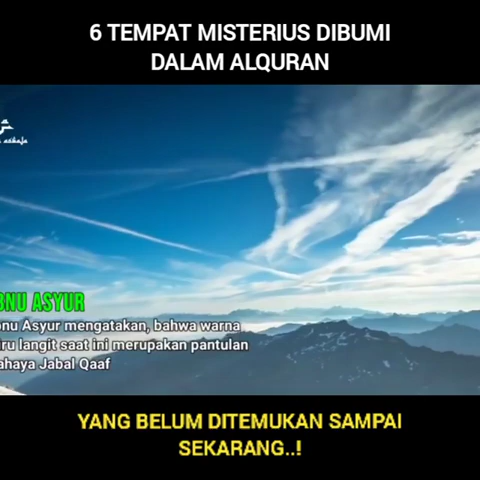 6 TEMPAT MISTERIUS DIBUMI
DALAM ALQURAN
BNU ASYUR
bnu Asyur mengatakan, bahwa warna
iru langit saat ini merupakan pantulan
ahaya Jabal Qaaf
YANG BELUM DITEMUKAN SAMPAI
SEKARANG..!